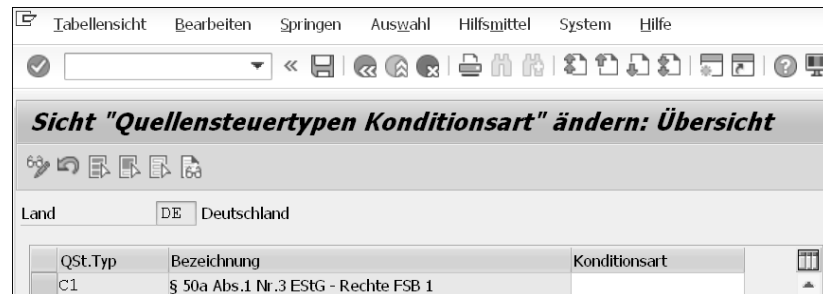 Tabellensicht Bearbeiten Springen Auswahl Hilfsmittel System Hilfe
Sicht "Quellensteuertypen Konditionsart" ändern: Übersicht
Land DE Deutschland
QSt.Typ Bezeichnung Konditionsart
C1 § 50a Abs.1 Nr.3 EStG - Rechte FSB 1